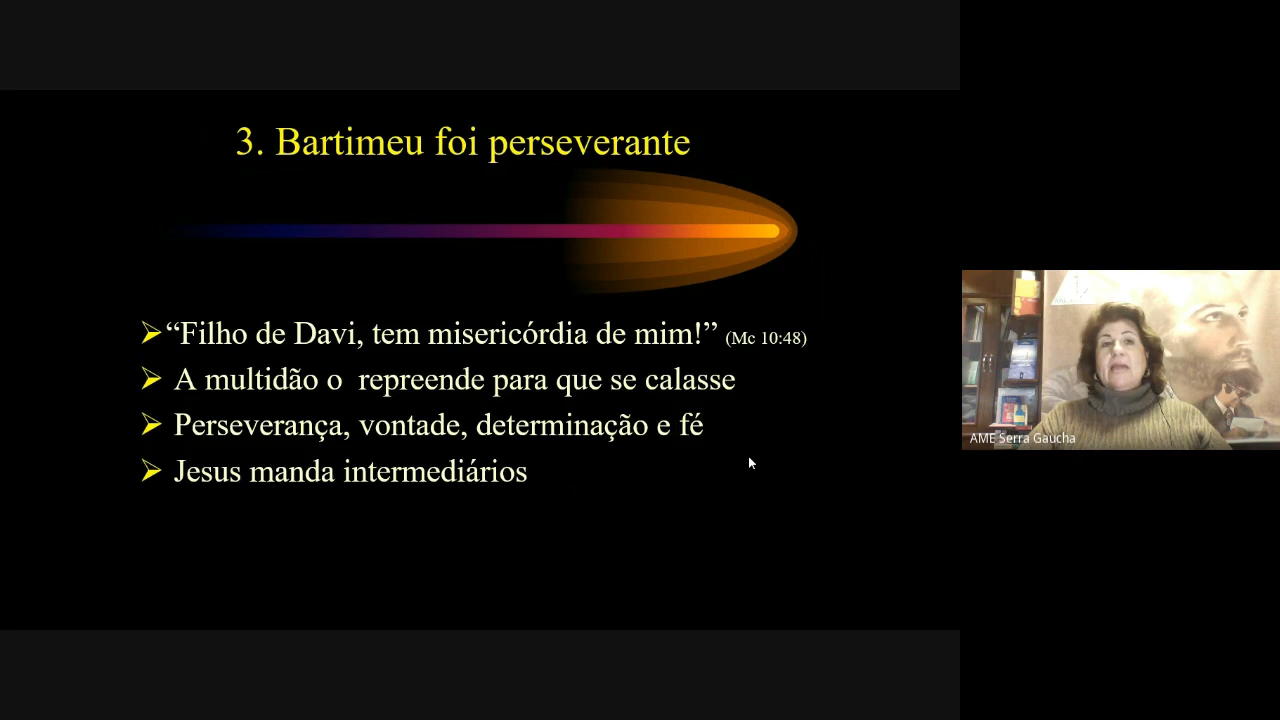 3. Bartimeu foi perseverante
“Filho de Davi, tem misericórdia de mim!” (Mc 10:48)
A multidão o  repreende para que se calasse
Perseverança, vontade, determinação e fé
Jesus manda intermediários
AME Serra Gaucha